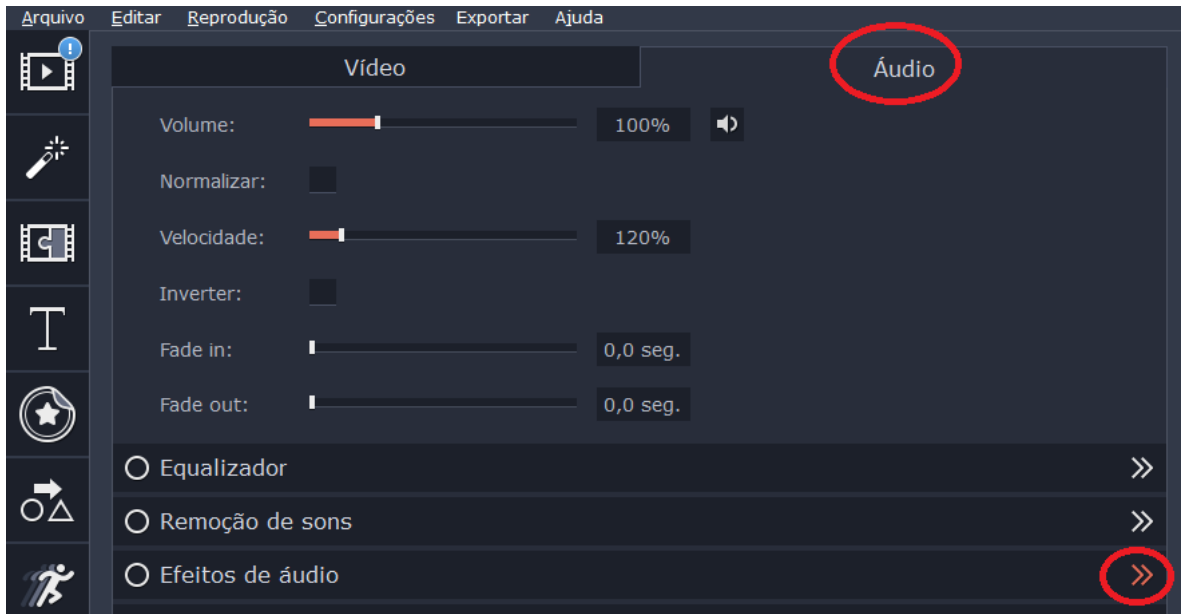 Arquivo Editar Reprodução Configurações Exportar Ajuda
Vídeo Áudio
Volume: 100%
Normalizar:
Velocidade: 120%
Inverter:
Fade in: 0,0 seg.
Fade out: 0,0 seg.
Equalizador
Remoção de sons
Efeitos de áudio